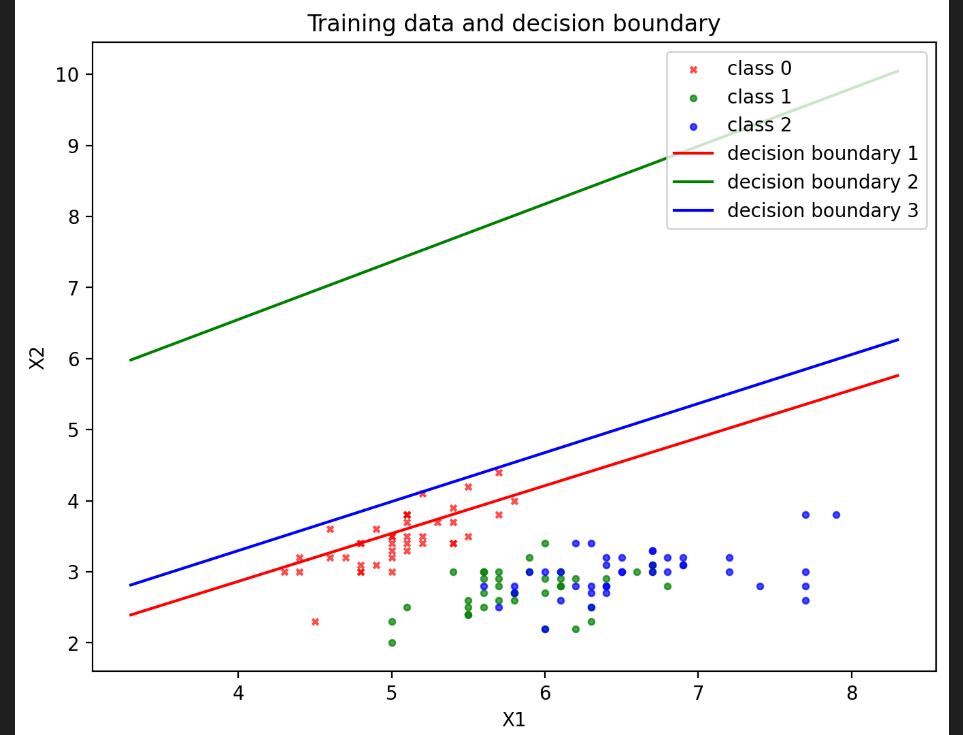 Training data and decision boundary
class 0
class 1
class 2
decision boundary 1
decision boundary 2
decision boundary 3
10
9
8
7
6
5
4
3
2
X2
4
5
6
7
8
X1